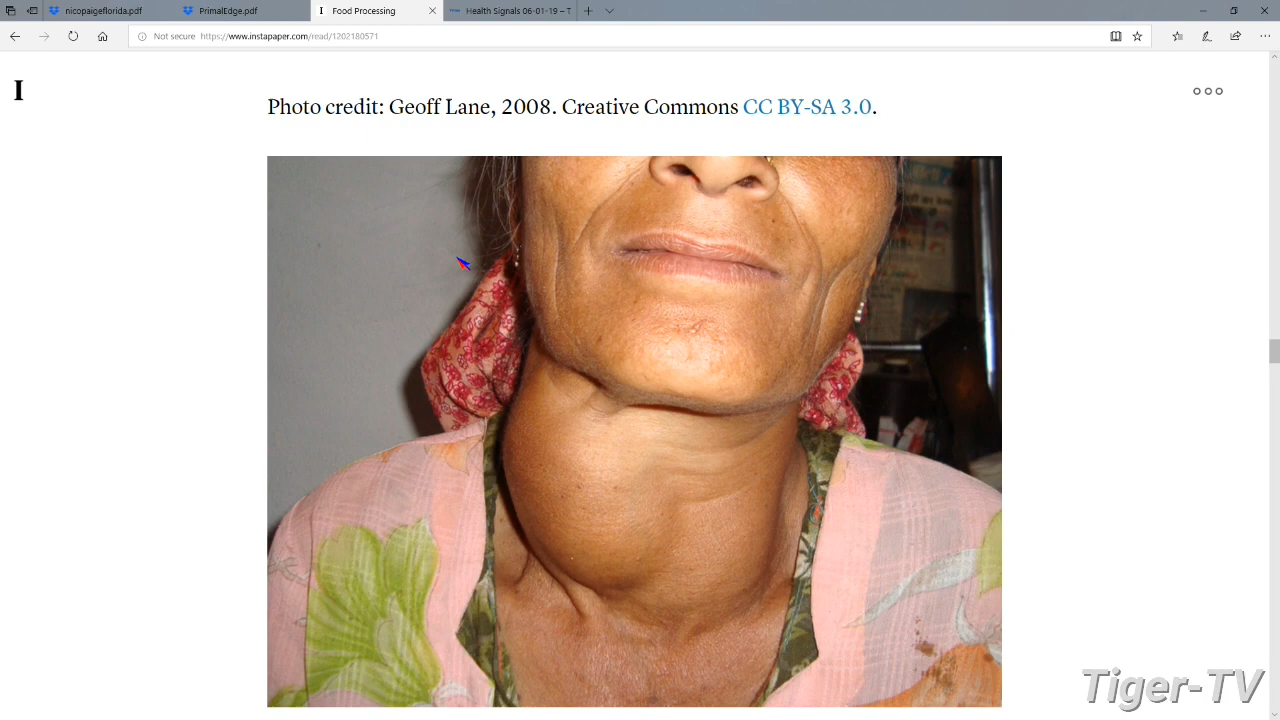 nicopaigeflorida.pdf
PrimalEdge.pdf
I Food Processing
Health Signals 06-01-19 – T
Not secure https://www.instapaper.com/read/1202180571
I
Photo credit: Geoff Lane, 2008. Creative Commons CC BY-SA 3.0.
Tiger-TV